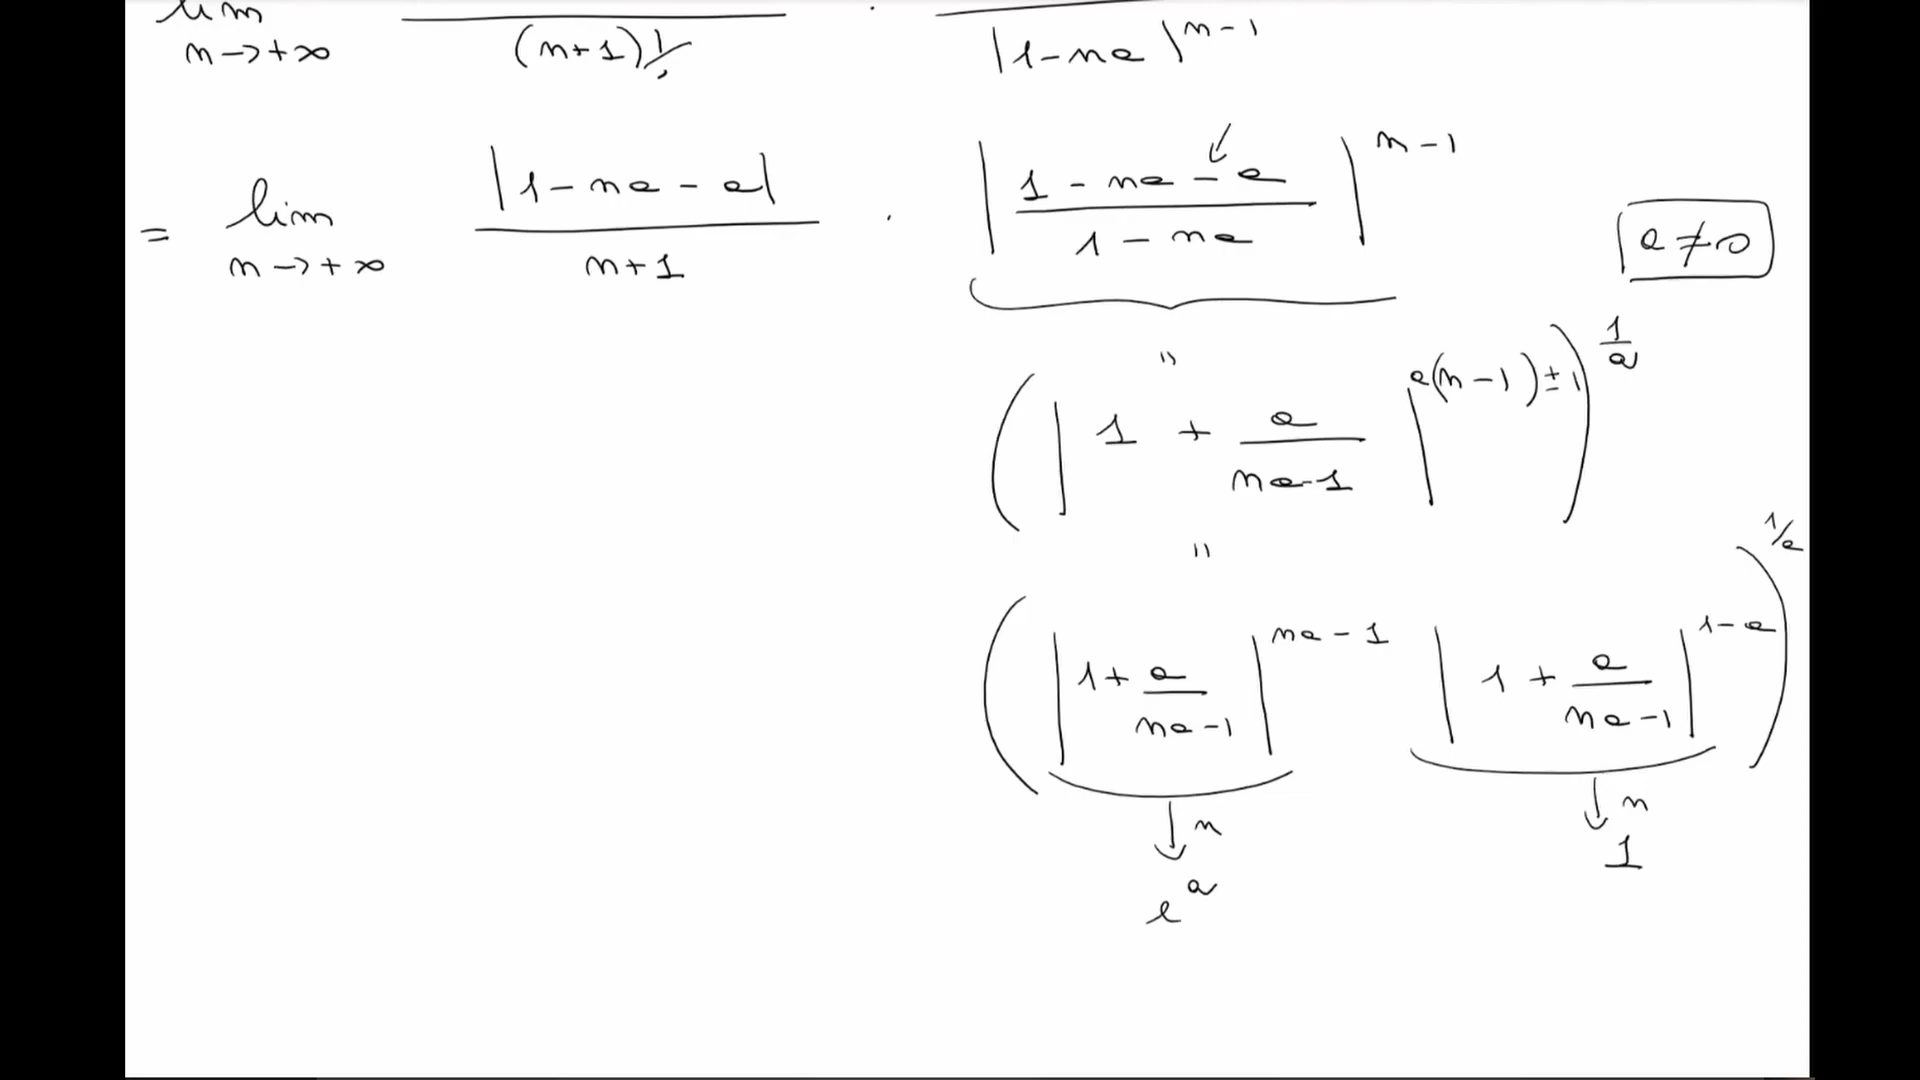 lim n→+∞ (n+1)! · |1-na|^{n-1}
= lim n→+∞ |1-na-a| / (n+1) · |(1-na-a)/(1-na)|^{n-1}
a≠0
"
(|1 + a/(na-1)|^{a(n-1)±1})^{1/a}
"
(|1 + a/(na-1)|^{na-1} |1 + a/(na-1)|^{1-a})^{1/a}
↓ n ↓ n
e^a 1